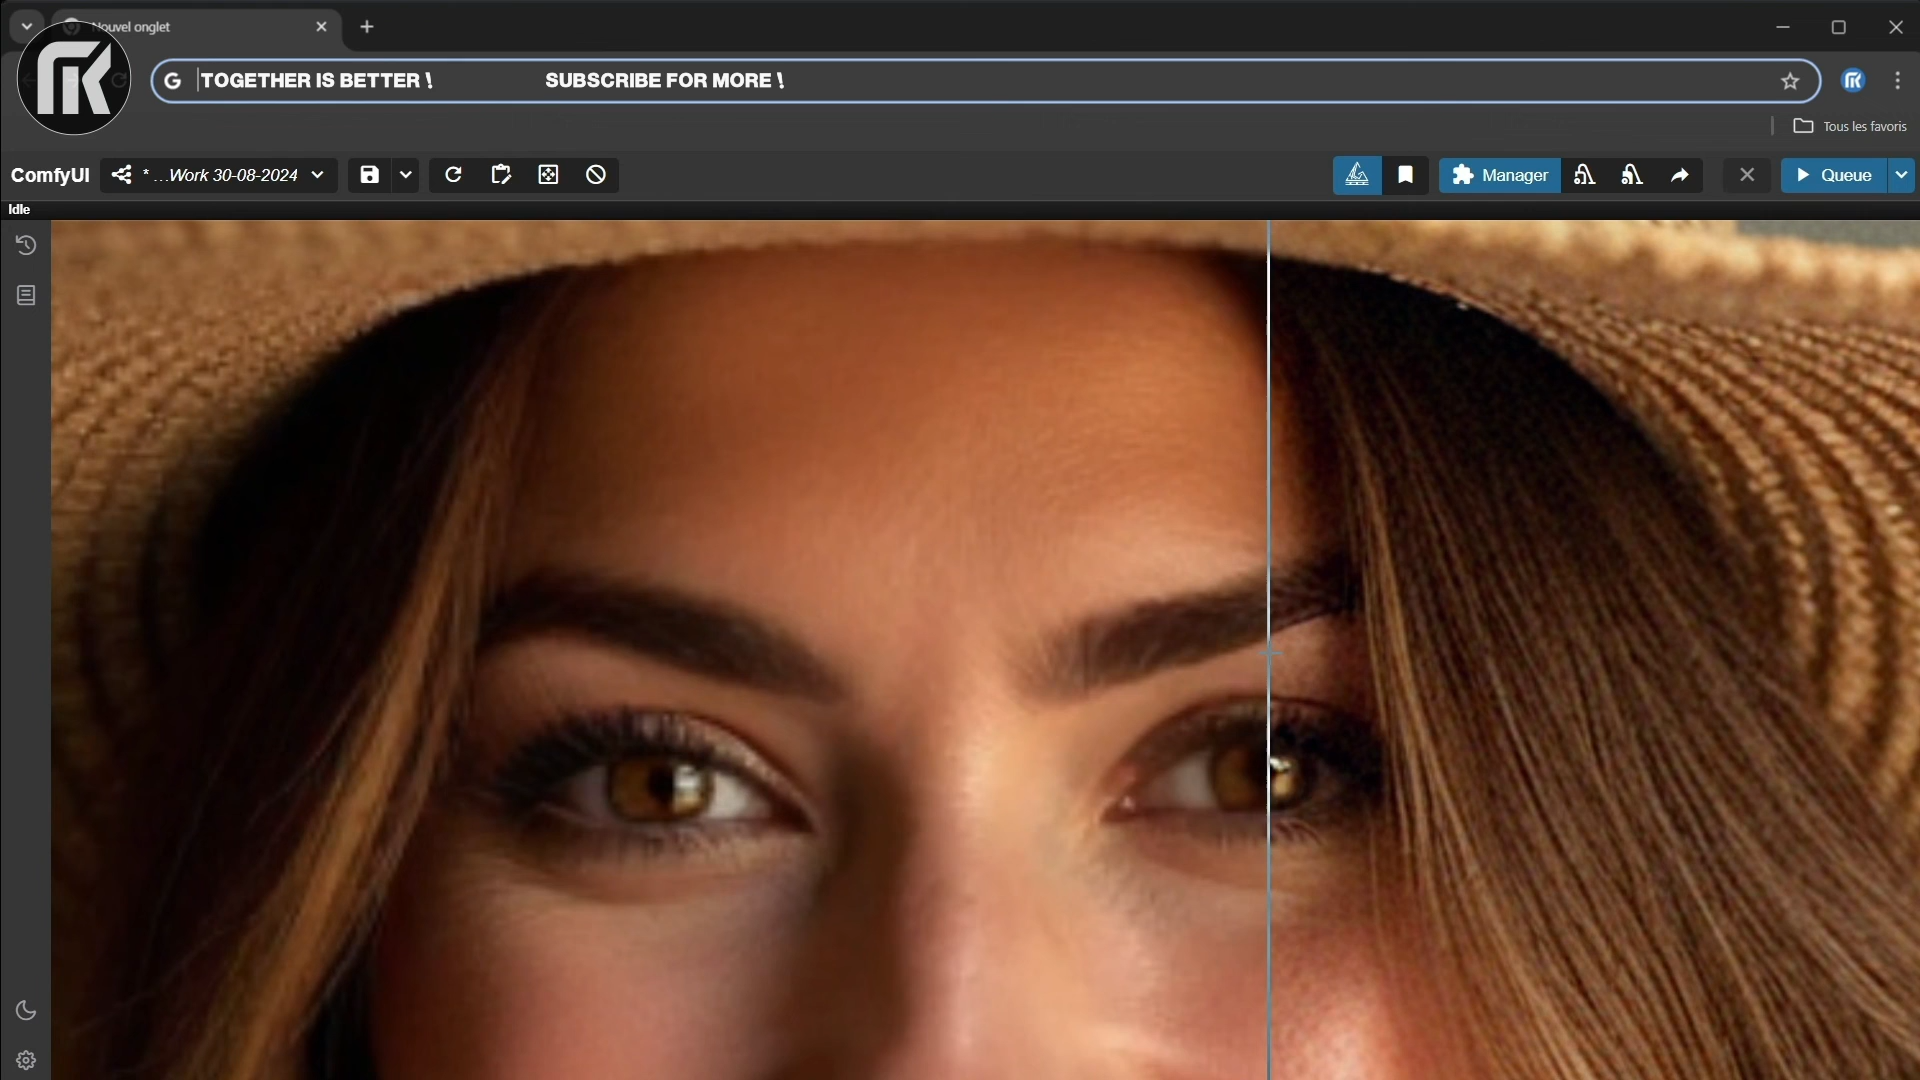 Nouvel onglet
TOGETHER IS BETTER ! SUBSCRIBE FOR MORE !
Tous les favoris
ComfyUI * ...Work 30-08-2024 Manager Queue
Idle